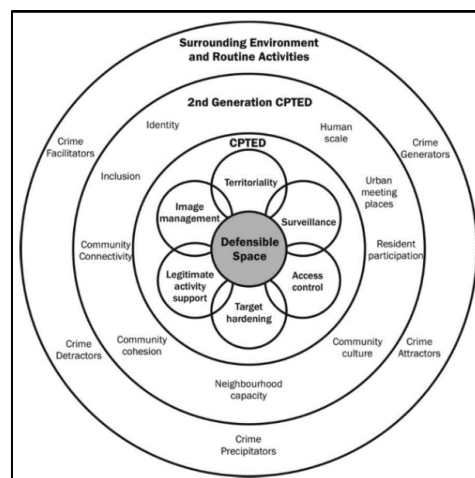 Surrounding Environment
and Routine Activities
2nd Generation CPTED
Identity
Human
scale
Crime
Facilitators
Crime
Generators
CPTED
Inclusion
Urban
meeting
places
Territoriality
Image
management
Surveillance
Defensible
Space
Community
Connectivity
Resident
participation
Legitimate
activity
support
Access
control
Target
hardening
Crime
Detractors
Community
cohesion
Community
culture
Crime
Attractors
Neighbourhood
capacity
Crime
Precipitators